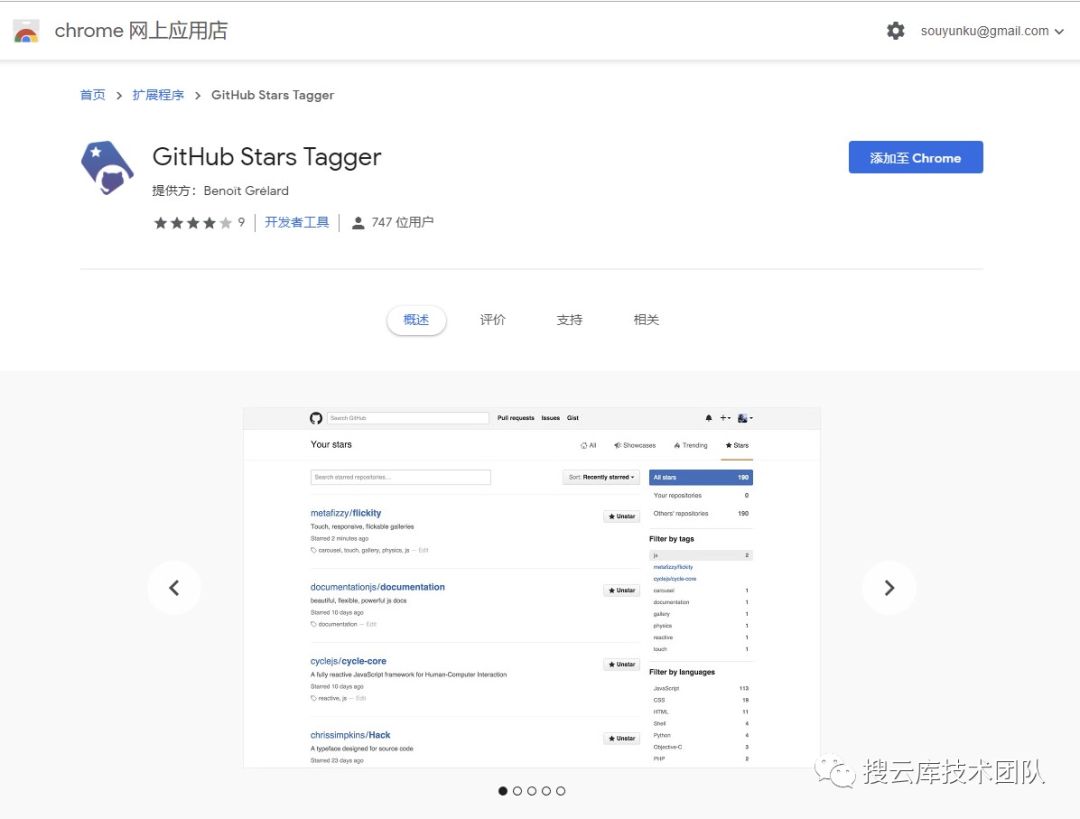 chrome 网上应用店
souyunku@gmail.com
首页 > 扩展程序 > GitHub Stars Tagger
GitHub Stars Tagger
添加至 Chrome
提供方: Benoît Grélard
9 开发者工具 747 位用户
概述 评价 支持 相关
Search GitHub Pull requests Issues Gist
Your stars All Showcases Trending Stars
Search starred repositories... Sort: Recently starred
All stars 190
Your repositories 0
Others' repositories 190
metafizzy/flickity Unstar
Touch, responsive, flickable galleries
Starred 2 minutes ago
carousel, touch, gallery, physics, js — Edit
documentationjs/documentation Unstar
beautiful, flexible, powerful js docs
Starred 10 days ago
documentation — Edit
cyclejs/cycle-core Unstar
A fully reactive JavaScript framework for Human-Computer Interaction
Starred 10 days ago
reactive, js — Edit
chrissimpkins/Hack Unstar
A typeface designed for source code
Starred 23 days ago
Filter by tags
js 2
metafizzy/flickity
cyclejs/cycle-core
carousel 1
documentation 1
gallery 1
physics 1
reactive 1
touch 1
Filter by languages
JavaScript 113
CSS 19
HTML 11
Shell 4
Python 4
Objective-C 3
PHP 2
搜云库技术团队